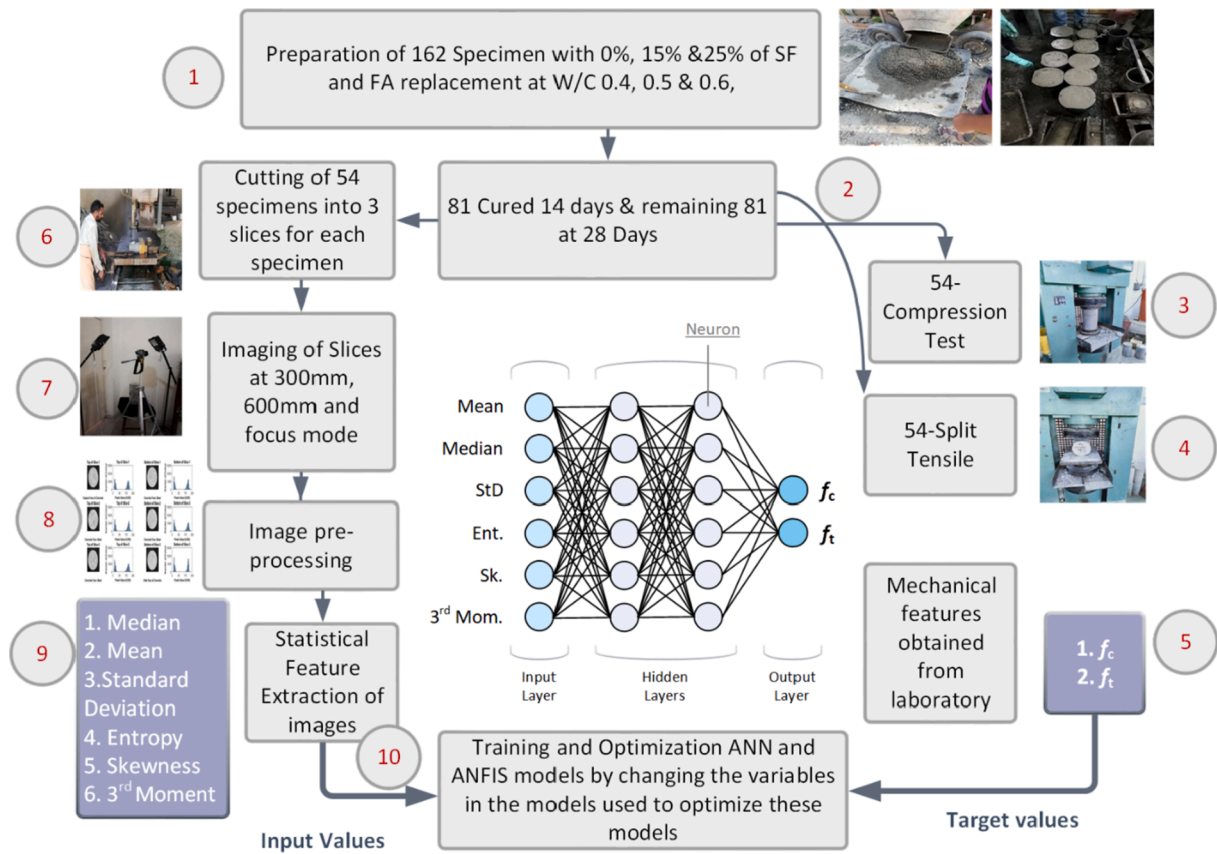 1
Preparation of 162 Specimen with 0%, 15% &25% of SF
and FA replacement at W/C 0.4, 0.5 & 0.6,
Cutting of 54
specimens into 3
slices for each
specimen
81 Cured 14 days & remaining 81
at 28 Days
2
6
54-
Compression
Test
3
Imaging of Slices
at 300mm,
600mm and
focus mode
7
Neuron
Mean
Median
StD
Ent.
Sk.
3rd Mom.
fc
ft
Input
Layer
Hidden
Layers
Output
Layer
54-Split
Tensile
4
8
Image pre-
processing
Mechanical
features
obtained
from
laboratory
1. fc
2. ft
5
9
1. Median
2. Mean
3.Standard
Deviation
4. Entropy
5. Skewness
6. 3rd Moment
Statistical
Feature
Extraction of
images
10
Training and Optimization ANN and
ANFIS models by changing the variables
in the models used to optimize these
models
Input Values
Target values